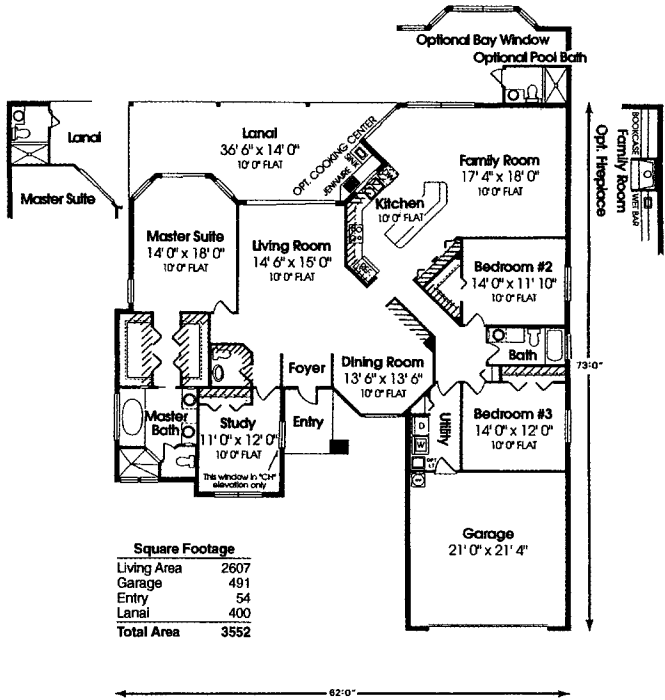 Optional Bay Window
Optional Pool Bath
Lanai
Master Suite
Lanai
36' 6" x 14' 0"
10' 0" FLAT
OPT. COOKING CENTER
JENNAIRE
Family Room
17' 4" x 18' 0"
10' 0" FLAT
BOOKCASE
Family Room
Opt. Fireplace
WET BAR
Kitchen
10' 0" FLAT
Master Suite
14' 0" x 18' 0"
10' 0" FLAT
Living Room
14' 6" x 15' 0"
10' 0" FLAT
Bedroom #2
14' 0" x 11' 10"
10' 0" FLAT
Bath
73'-0"
Foyer
Dining Room
13' 6" x 13' 6"
10' 0" FLAT
Master
Bath
Study
11' 0" x 12' 0"
10' 0" FLAT
This window in "CH"
elevation only
Entry
Utility
D
W
OPT
LT
Bedroom #3
14' 0" x 12' 0"
10' 0" FLAT
Garage
21' 0" x 21' 4"
Square Footage
Living Area 2607
Garage 491
Entry 54
Lanai 400
Total Area 3552
62'-0"